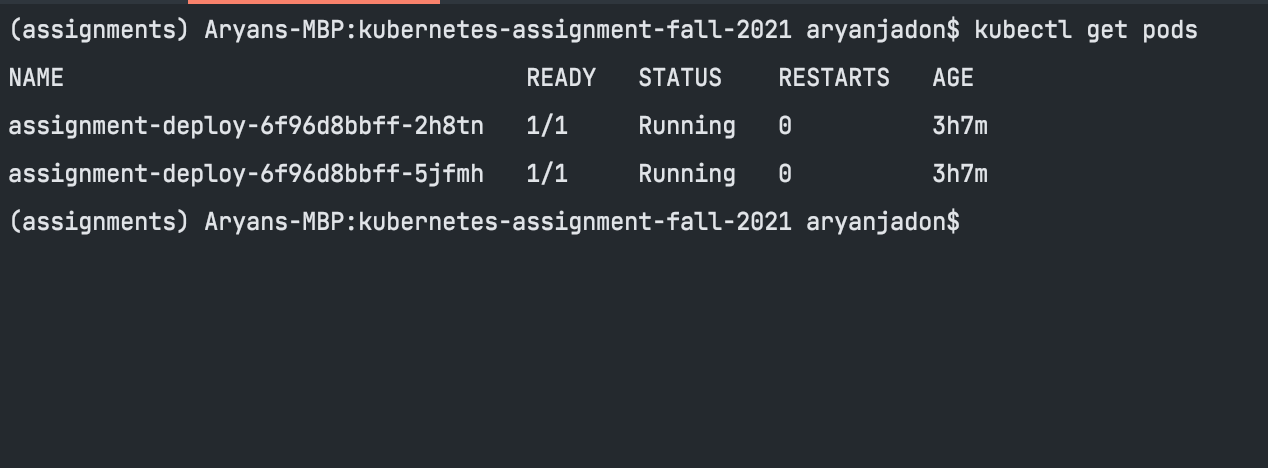 (assignments) Aryans-MBP:kubernetes-assignment-fall-2021 aryanjadon$ kubectl get pods
NAME READY STATUS RESTARTS AGE
assignment-deploy-6f96d8bbff-2h8tn 1/1 Running 0 3h7m
assignment-deploy-6f96d8bbff-5jfmh 1/1 Running 0 3h7m
(assignments) Aryans-MBP:kubernetes-assignment-fall-2021 aryanjadon$